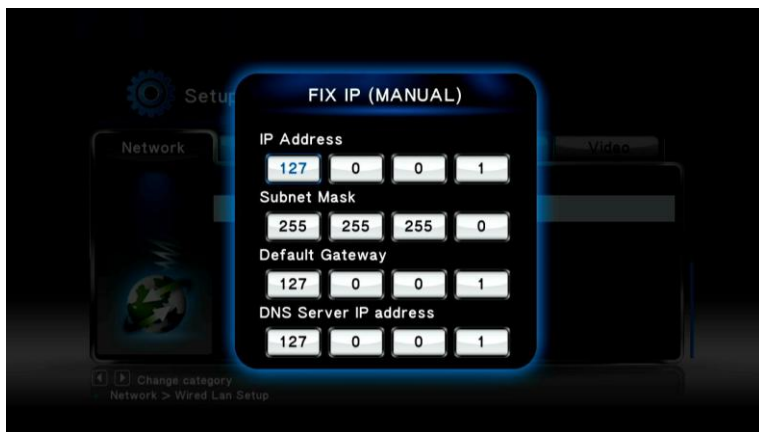 Setup
FIX IP (MANUAL)
Network
Video
IP Address
127 0 0 1
Subnet Mask
255 255 255 0
Default Gateway
127 0 0 1
DNS Server IP address
127 0 0 1
Change category
Network > Wired Lan Setup